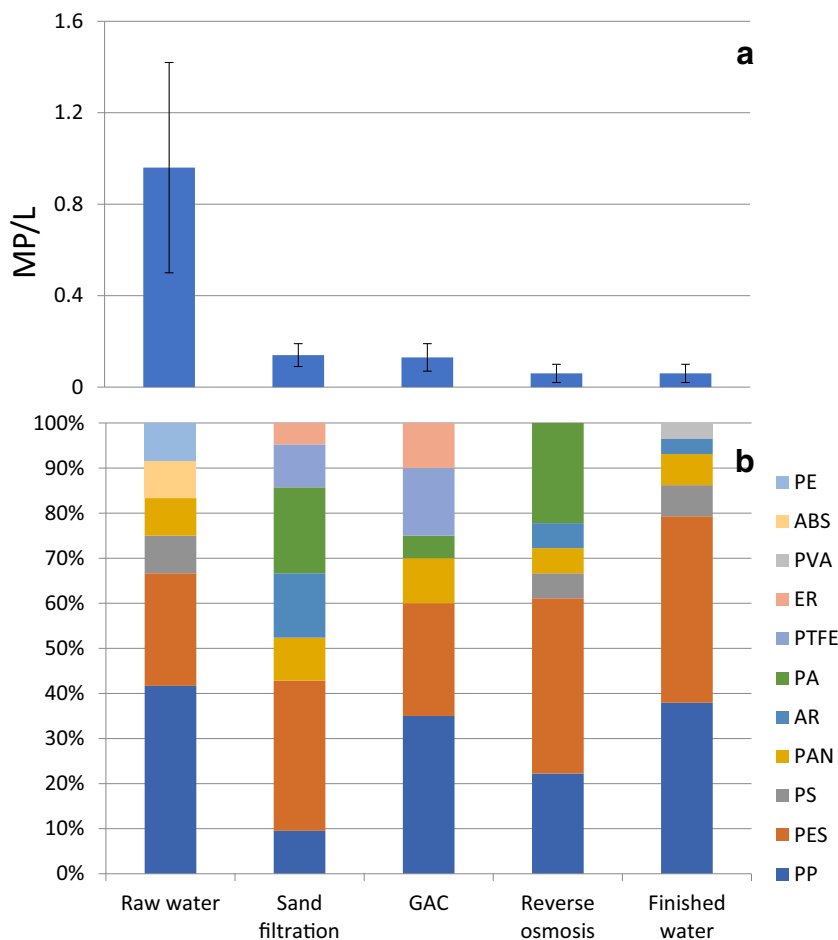 1.6
a
1.2
0.8
0.4
0
MP/L
100%
90%
80%
70%
60%
50%
40%
30%
20%
10%
0%
b
PE
ABS
PVA
ER
PTFE
PA
AR
PAN
PS
PES
PP
Raw water
Sand
filtration
GAC
Reverse
osmosis
Finished
water